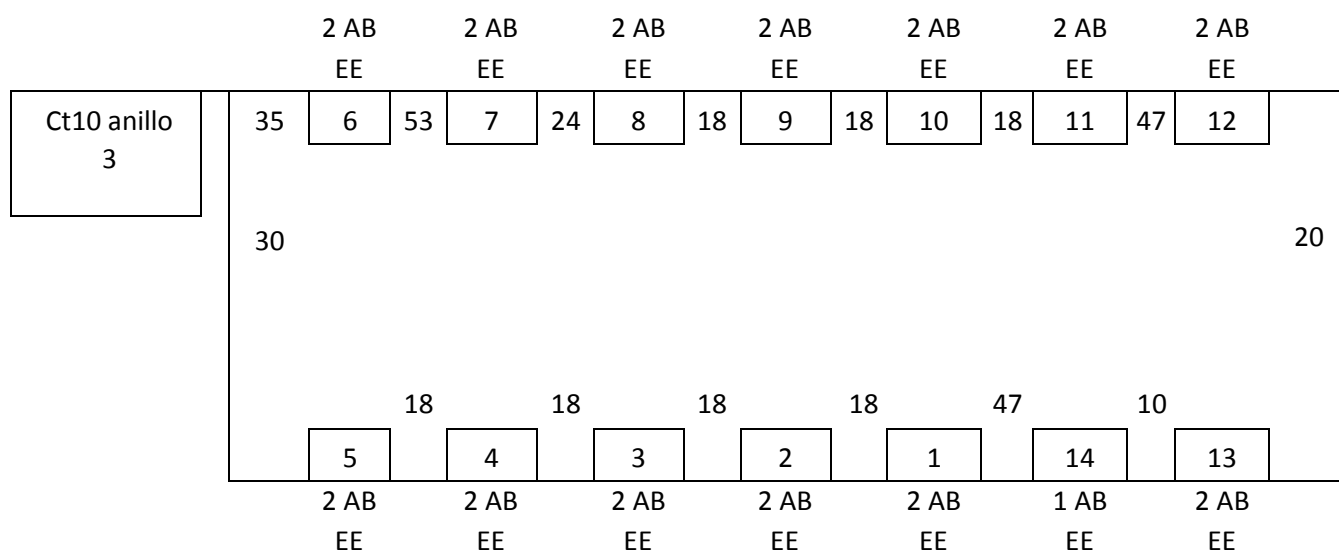 2 AB 2 AB 2 AB 2 AB 2 AB 2 AB 2 AB
EE EE EE EE EE EE EE
Ct10 anillo 35 6 53 7 24 8 18 9 18 10 18 11 47 12
3
30 20
18 18 18 18 47 10
5 4 3 2 1 14 13
2 AB 2 AB 2 AB 2 AB 2 AB 1 AB 2 AB
EE EE EE EE EE EE EE